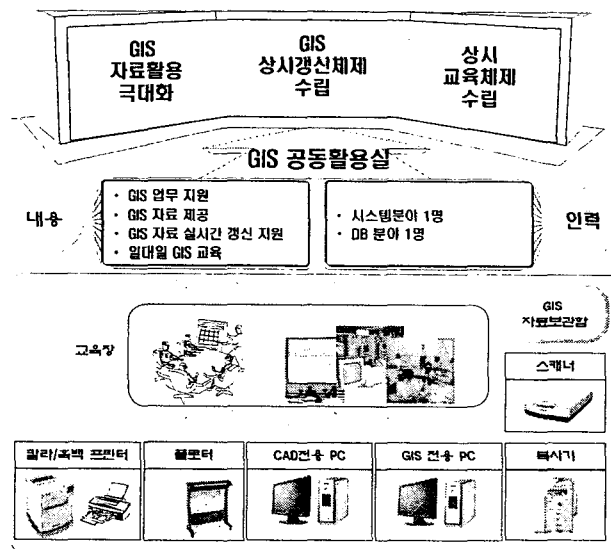 GIS
자료활용
극대화
GIS
상시갱신체제
수립
상시
교육체제
수립
GIS 공동활용실
내용
· GIS 업무 지원
· GIS 자료 제공
· GIS 자료 실시간 갱신 지원
· 일대일 GIS 교육
· 시스템분야 1명
· DB 분야 1명
인력
교육장
GIS
자료보관함
스캐너
칼라/흑백 프린터
플로터
CAD전용 PC
GIS 전용 PC
복사기